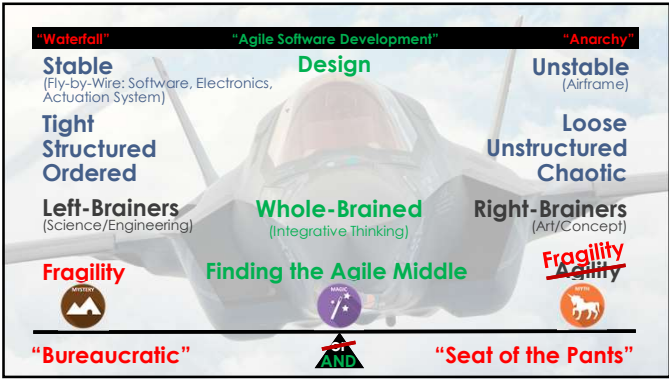 "Waterfall" "Agile Software Development" "Anarchy"
Stable Design Unstable
(Fly-by-Wire: Software, Electronics, (Airframe)
Actuation System)
Tight Loose
Structured Unstructured
Ordered Chaotic
Left-Brainers Whole-Brained Right-Brainers
(Science/Engineering) (Integrative Thinking) (Art/Concept)
Fragility
Fragility Finding the Agile Middle Agility
MYSTERY MAGIC MYTH
OR
"Bureaucratic" AND "Seat of the Pants"